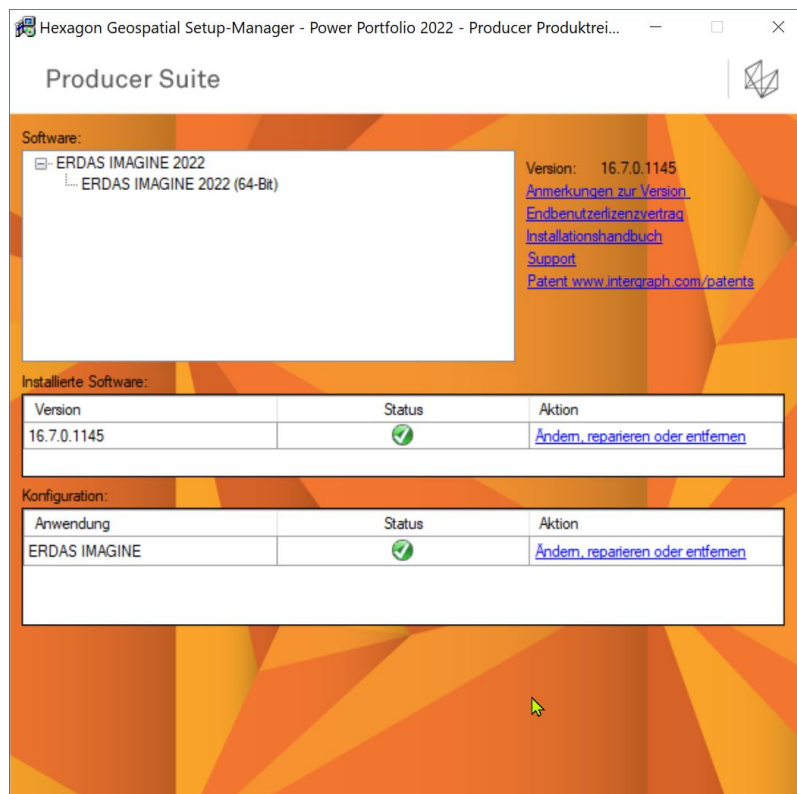 Hexagon Geospatial Setup-Manager - Power Portfolio 2022 - Producer Produktrei...
Producer Suite
Software:
ERDAS IMAGINE 2022
ERDAS IMAGINE 2022 (64-Bit)
Version: 16.7.0.1145
Anmerkungen zur Version
Endbenutzerlizenzvertrag
Installationshandbuch
Support
Patent www.intergraph.com/patents
Installierte Software:
Version Status Aktion
16.7.0.1145 Ändern, reparieren oder entfernen
Konfiguration:
Anwendung Status Aktion
ERDAS IMAGINE Ändern, reparieren oder entfernen